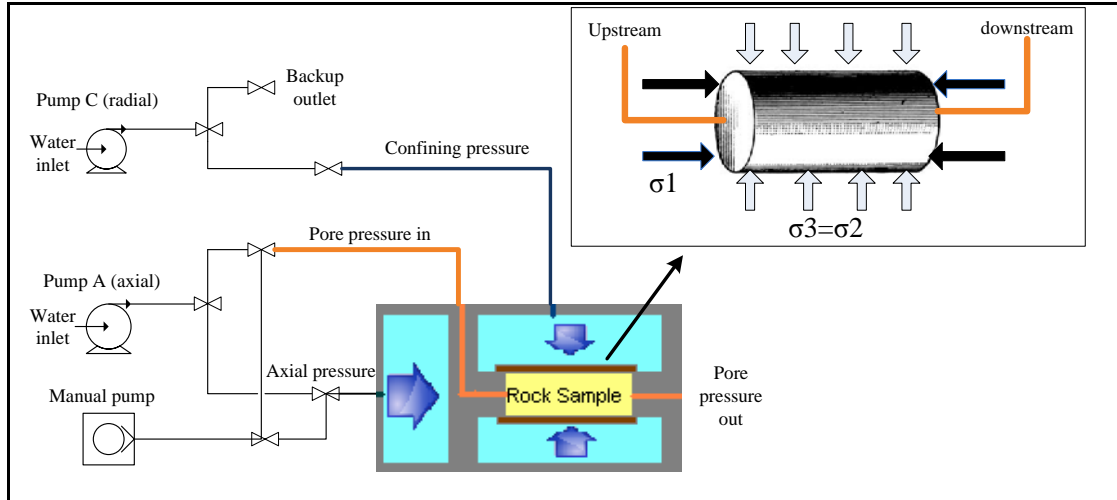 Backup
outlet
Pump C (radial)
Water
inlet
Confining pressure
Pore pressure in
Pump A (axial)
Water
inlet
Axial pressure
Manual pump
Rock Sample
Pore
pressure
out
Upstream
downstream
σ1
σ3=σ2